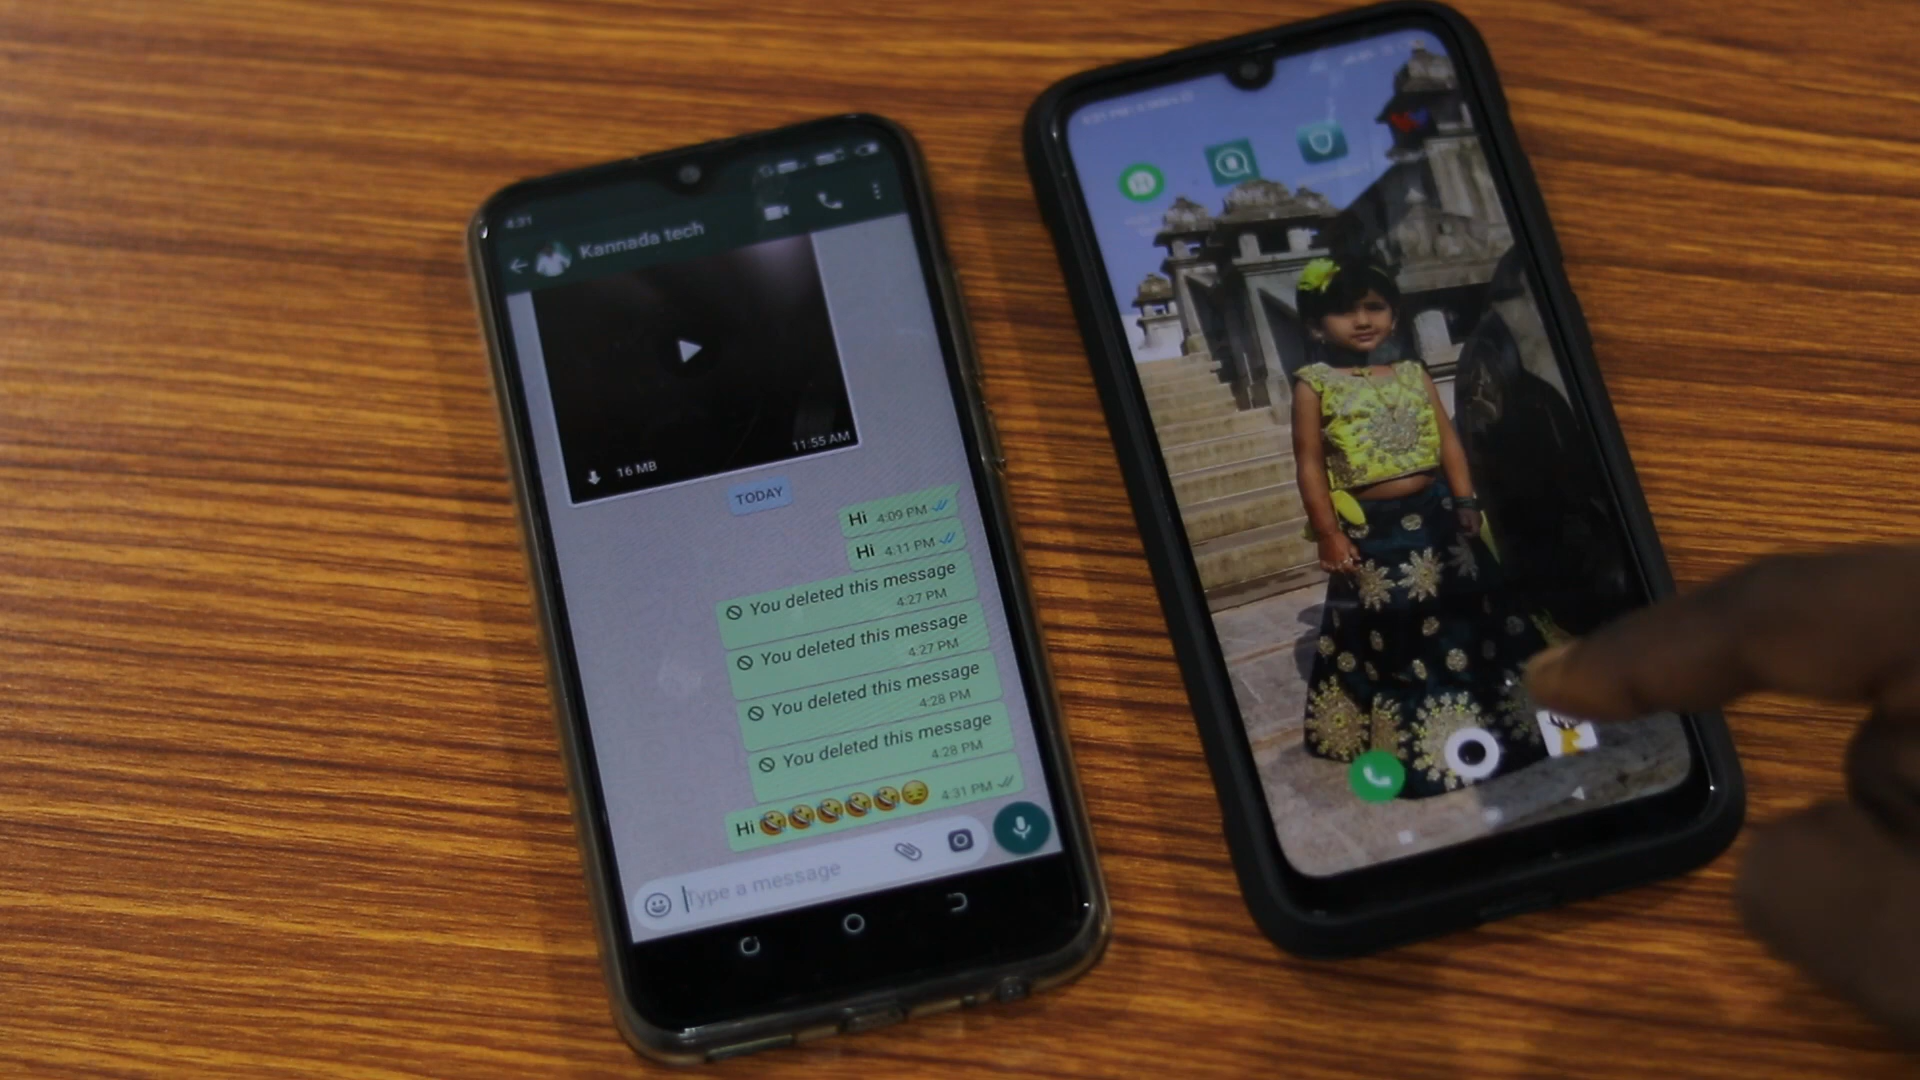 4:31
Kannada tech
11:55 AM
16 MB
TODAY
Hi 4:09 PM
Hi 4:11 PM
You deleted this message
4:27 PM
You deleted this message
4:27 PM
You deleted this message
4:28 PM
You deleted this message
4:28 PM
Hi 🤣🤣🤣🤣🤣😔 4:31 PM
Type a message